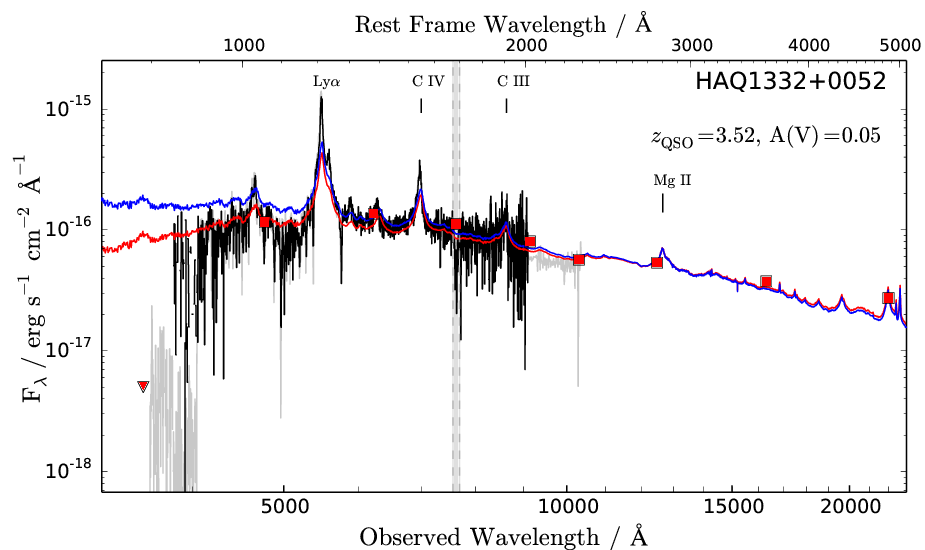 Rest Frame Wavelength / Å
1000 2000 3000 4000 5000
HAQ1332+0052
z_QSO=3.52, A(V)=0.05
Lyα C IV C III
Mg II
F_λ / erg s^−1 cm^−2 Å^−1
10^-15
10^-16
10^-17
10^-18
5000 10000 15000 20000
Observed Wavelength / Å